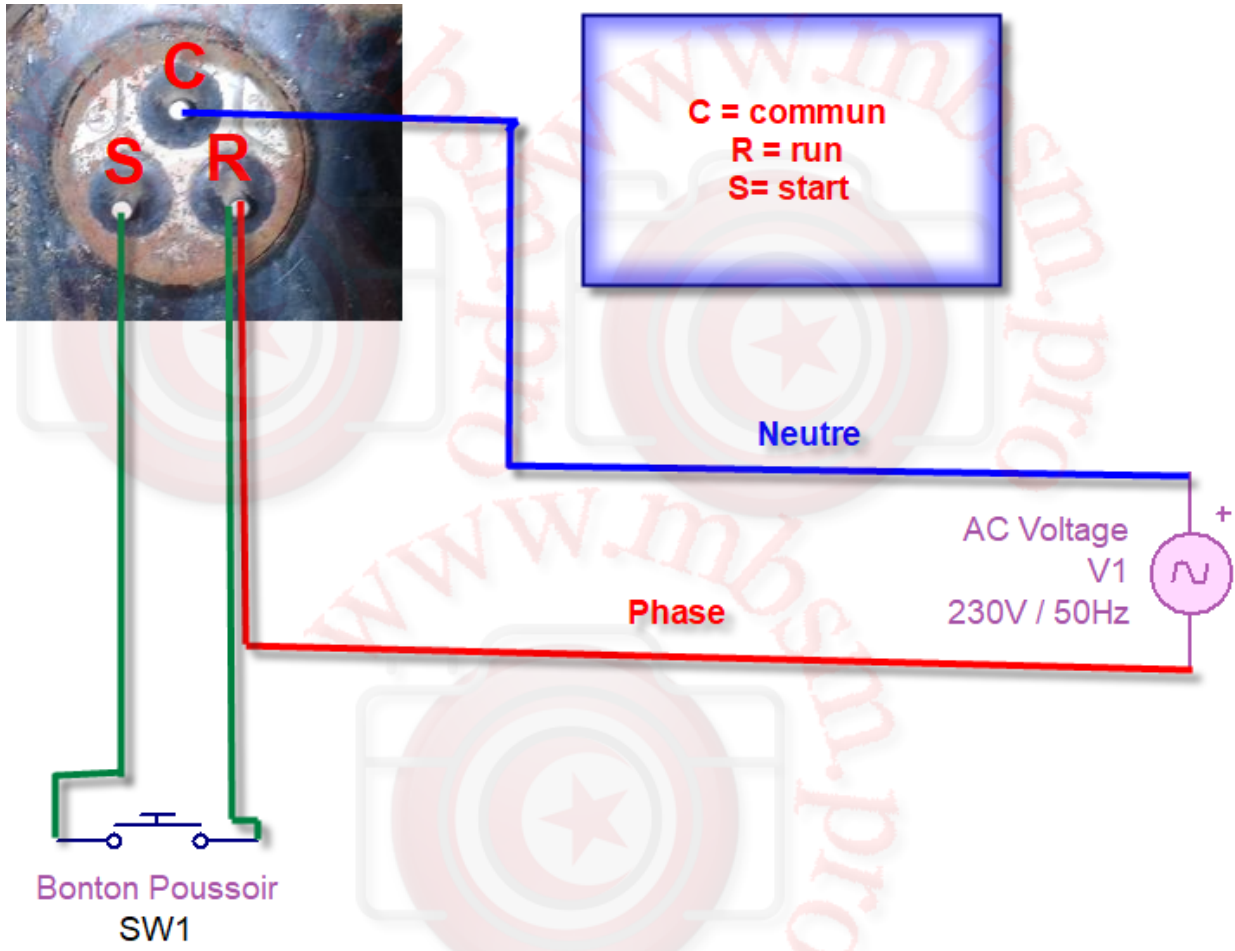 C
S R
C = commun
R = run
S= start
Neutre
+
AC Voltage
V1
230V / 50Hz
Phase
Bonton Poussoir
SW1
www.mbsm.pro
www.mbsm.pro
www.mbsm.pro